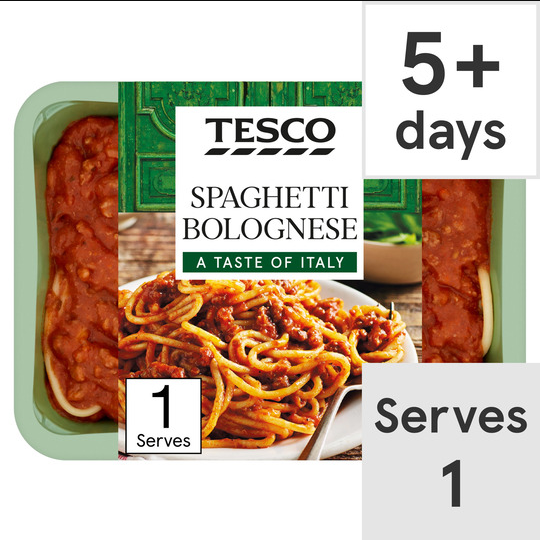 5+
days
TESCO
SPAGHETTI
BOLOGNESE
A TASTE OF ITALY
1
Serves
Serves
1